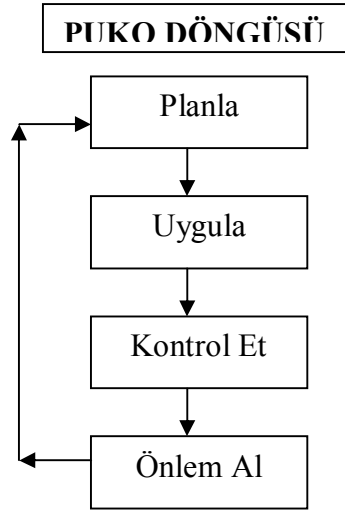 PUKO DÖNGÜSÜ
Planla
Uygula
Kontrol Et
Önlem Al